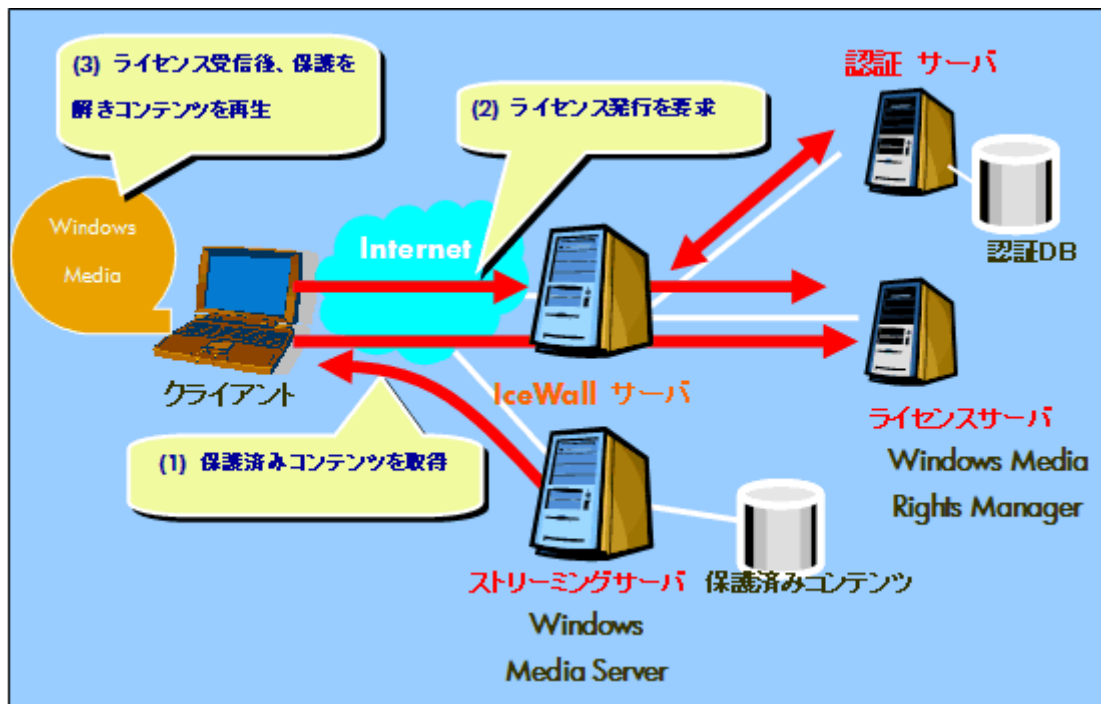 (3) ライセンス受信後、保護を
解きコンテンツを再生
(2) ライセンス発行を要求
認証 サーバ
Windows
Media
Internet
認証DB
クライアント
IceWall サーバ
ライセンスサーバ
Windows Media
Rights Manager
(1) 保護済みコンテンツを取得
ストリーミングサーバ
保護済みコンテンツ
Windows
Media Server